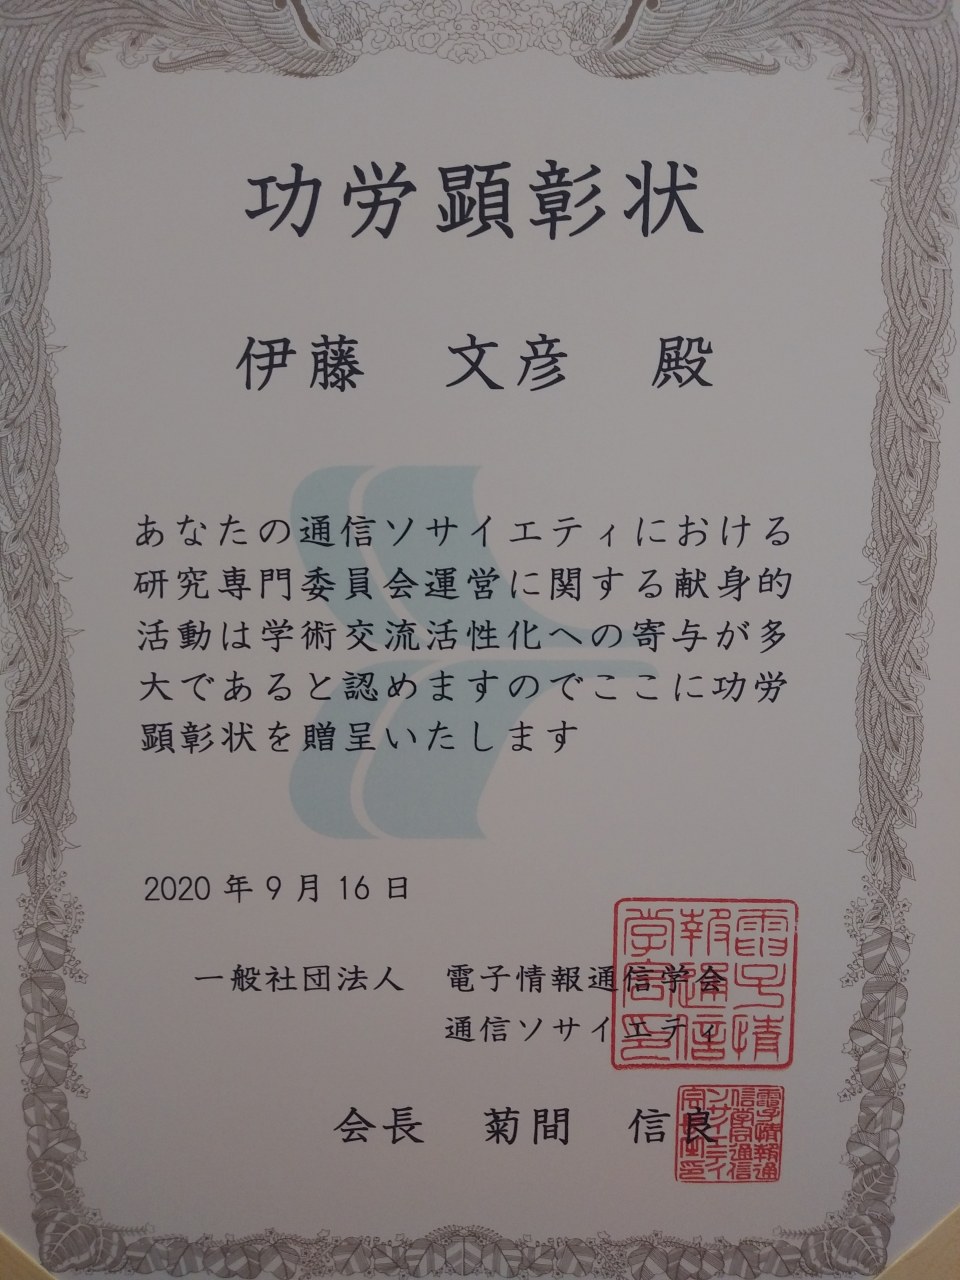 功労顕彰状
伊藤 文彦 殿
あなたの通信ソサイエティにおける
研究専門委員会運営に関する献身的
活動は学術交流活性化への寄与が多
大であると認めますのでここに功労
顕彰状を贈呈いたします
2020年9月16日
一般社団法人 電子情報通信学会
通信ソサイエティ
会長 菊間 信良